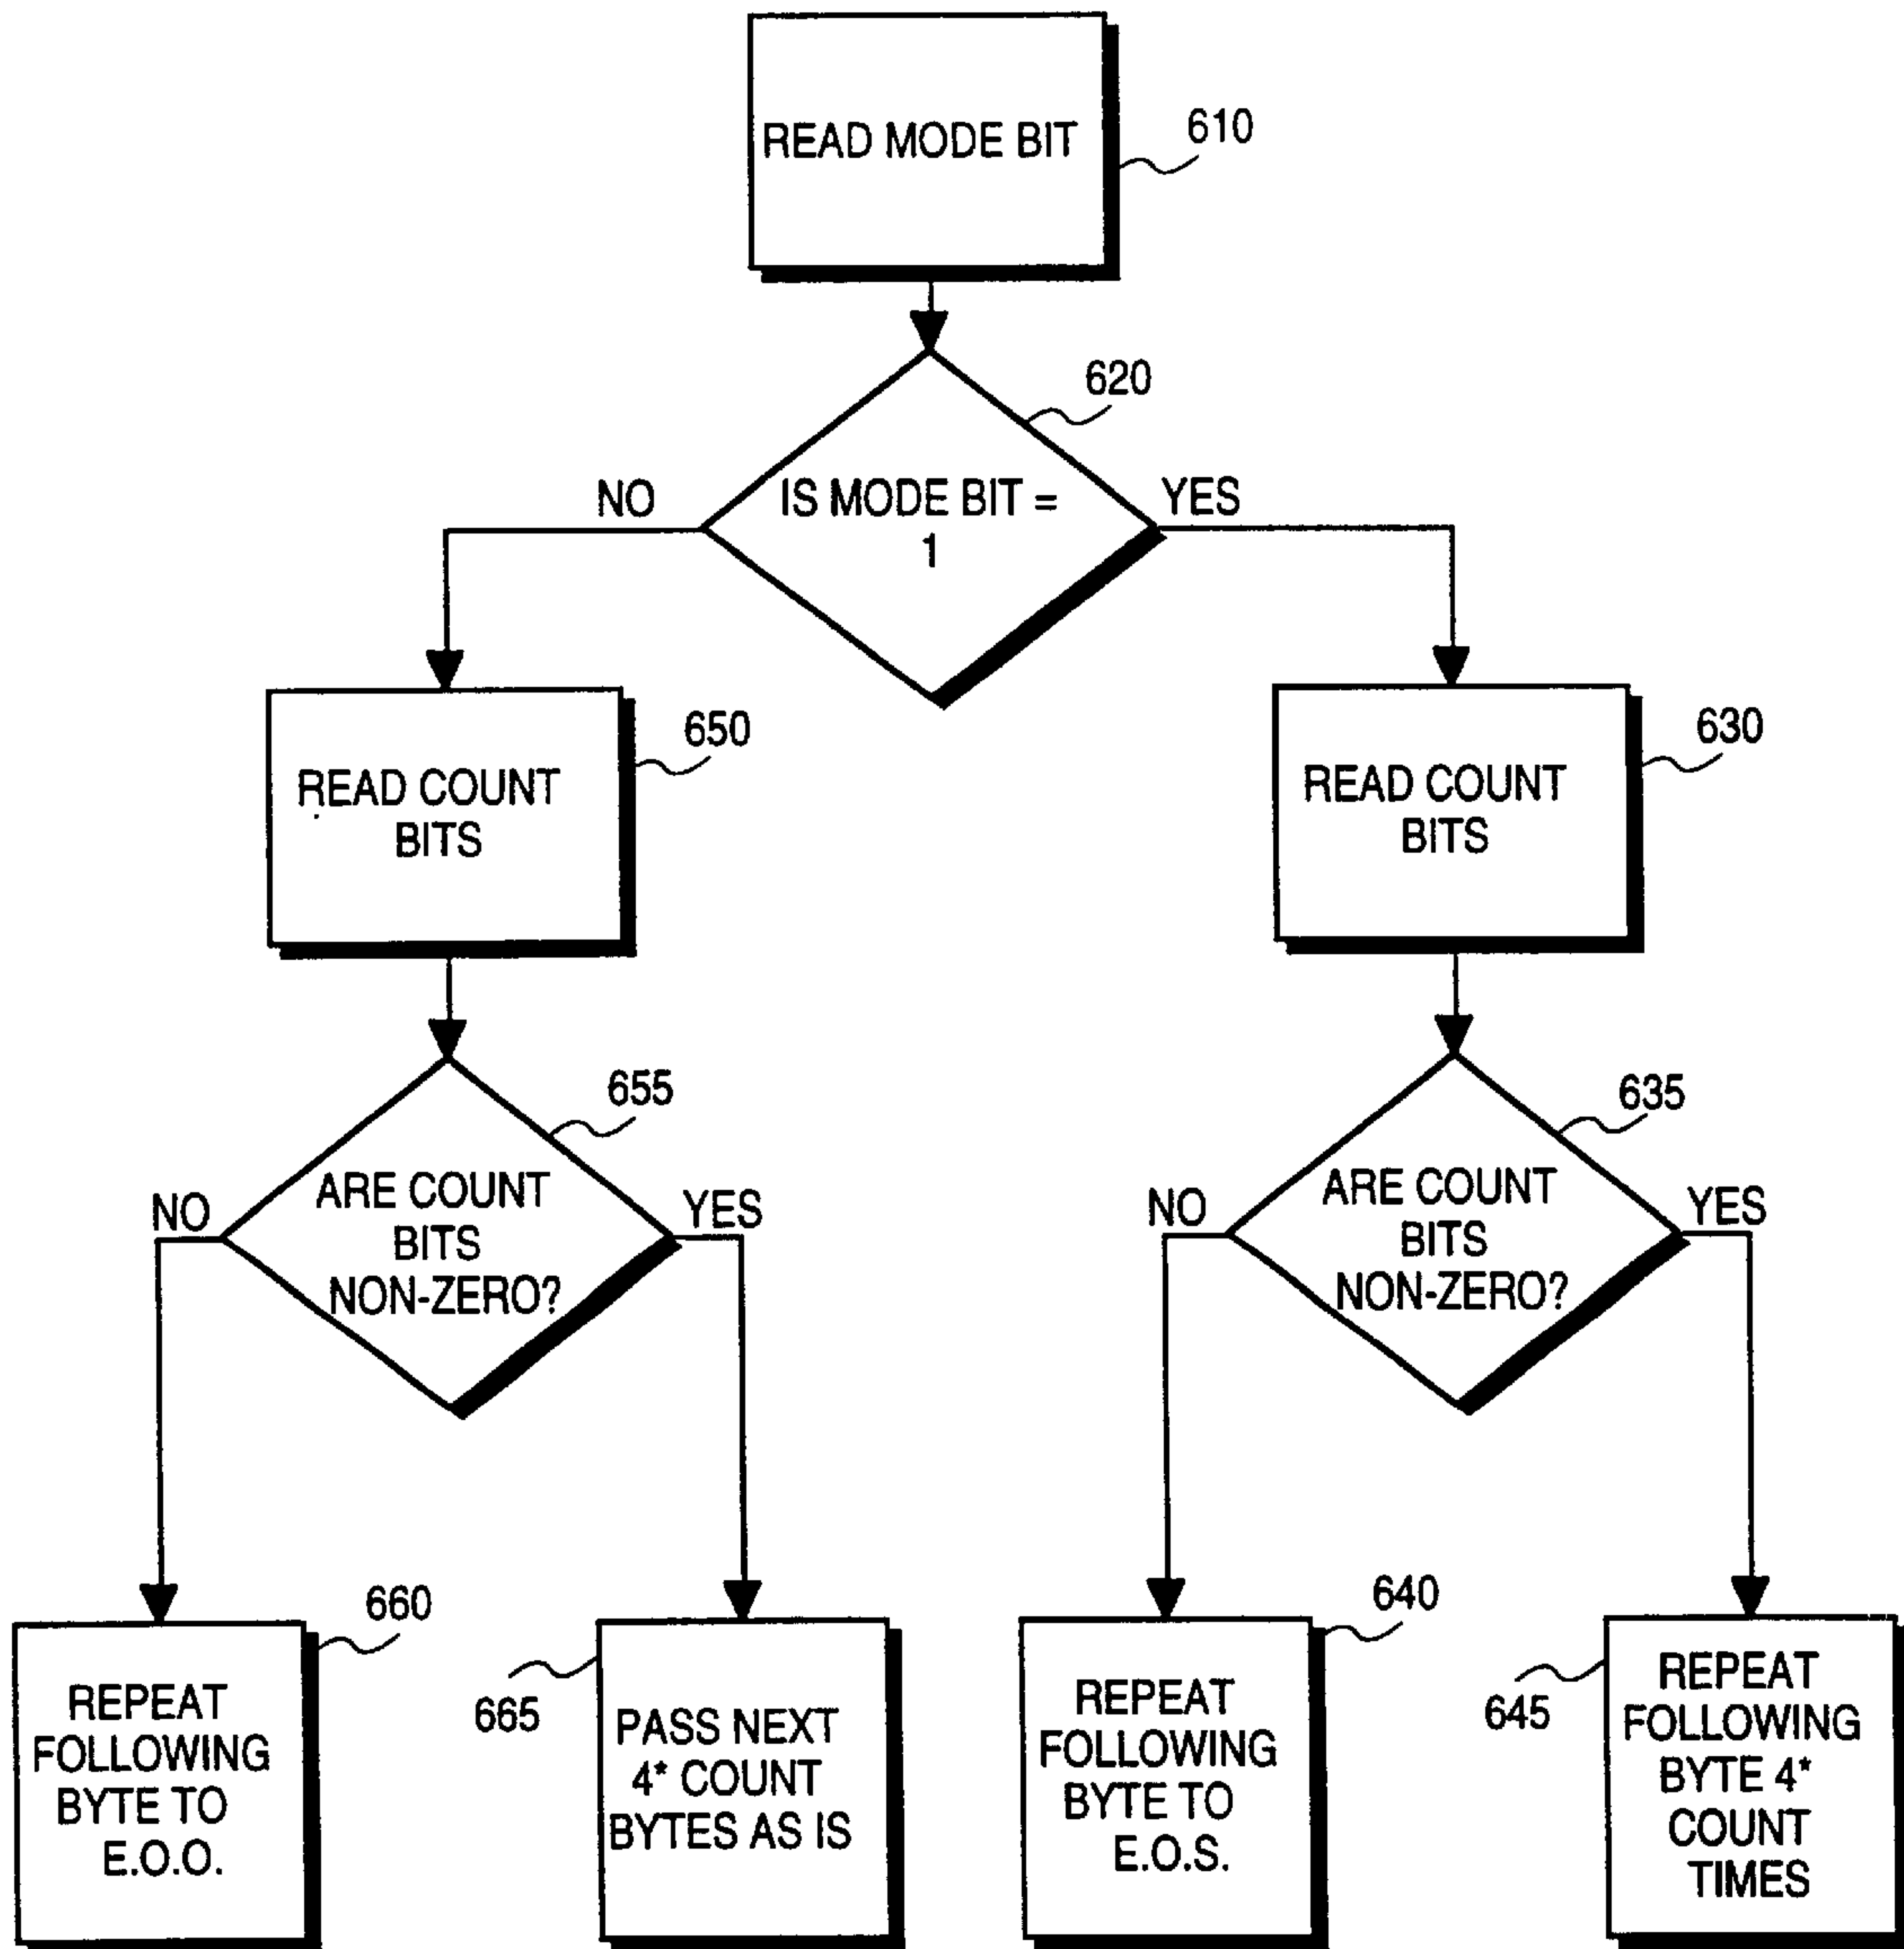 READ MODE BIT
610
620
NO
IS MODE BIT =
1
YES
650
READ COUNT
BITS
630
READ COUNT
BITS
655
NO
ARE COUNT
BITS
NON-ZERO?
YES
635
NO
ARE COUNT
BITS
NON-ZERO?
YES
660
REPEAT
FOLLOWING
BYTE TO
E.O.O.
665
PASS NEXT
4* COUNT
BYTES AS IS
640
REPEAT
FOLLOWING
BYTE TO
E.O.S.
645
REPEAT
FOLLOWING
BYTE 4*
COUNT
TIMES